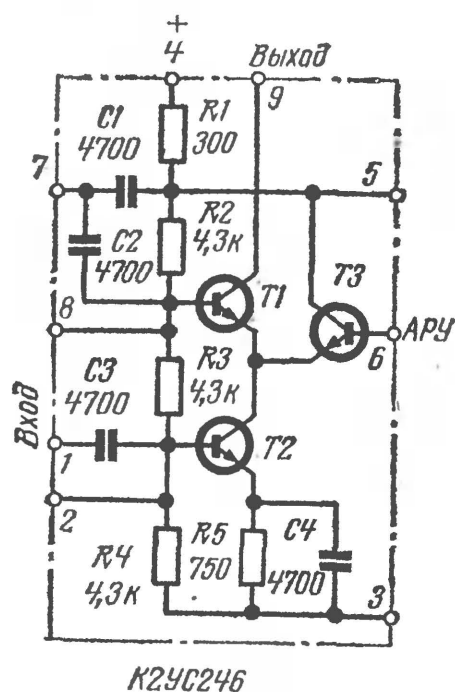 +
4 Выход
9
C1
4700
R1
300
7
5
R2
4,3к
C2
4700
T3
T1
8
АРУ
6
R3
4,3к
C3
4700
Вход
1
T2
2
R4
4,3к
R5
750
C4
4700
3
К2УС246